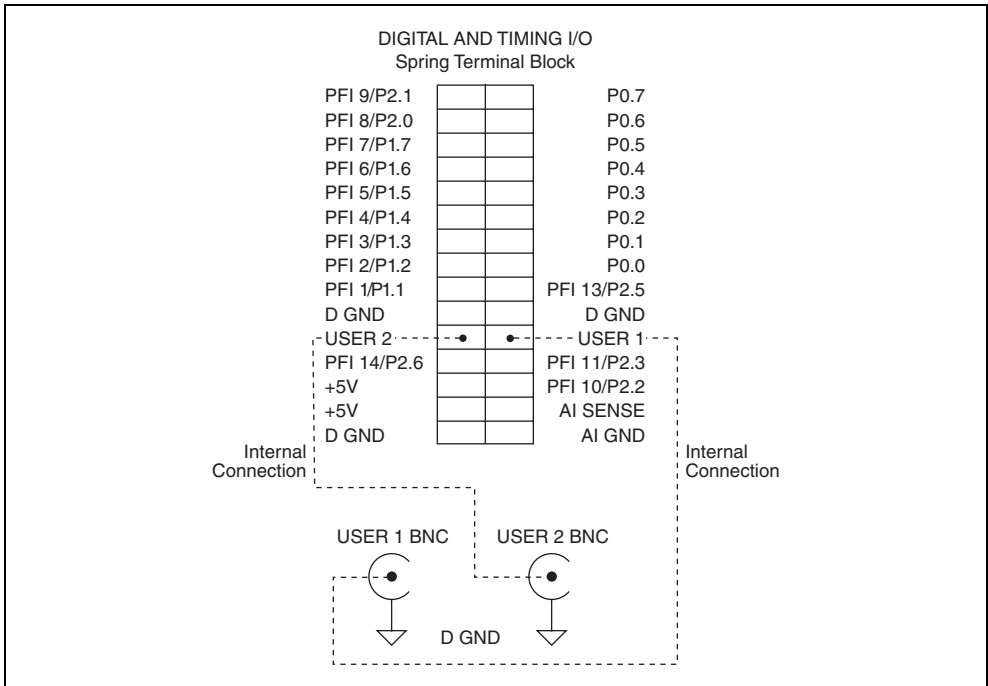 DIGITAL AND TIMING I/O
Spring Terminal Block
PFI 9/P2.1 P0.7
PFI 8/P2.0 P0.6
PFI 7/P1.7 P0.5
PFI 6/P1.6 P0.4
PFI 5/P1.5 P0.3
PFI 4/P1.4 P0.2
PFI 3/P1.3 P0.1
PFI 2/P1.2 P0.0
PFI 1/P1.1 PFI 13/P2.5
D GND D GND
USER 2 USER 1
PFI 14/P2.6 PFI 11/P2.3
+5V PFI 10/P2.2
+5V AI SENSE
D GND AI GND
Internal
Connection
Internal
Connection
USER 1 BNC USER 2 BNC
D GND